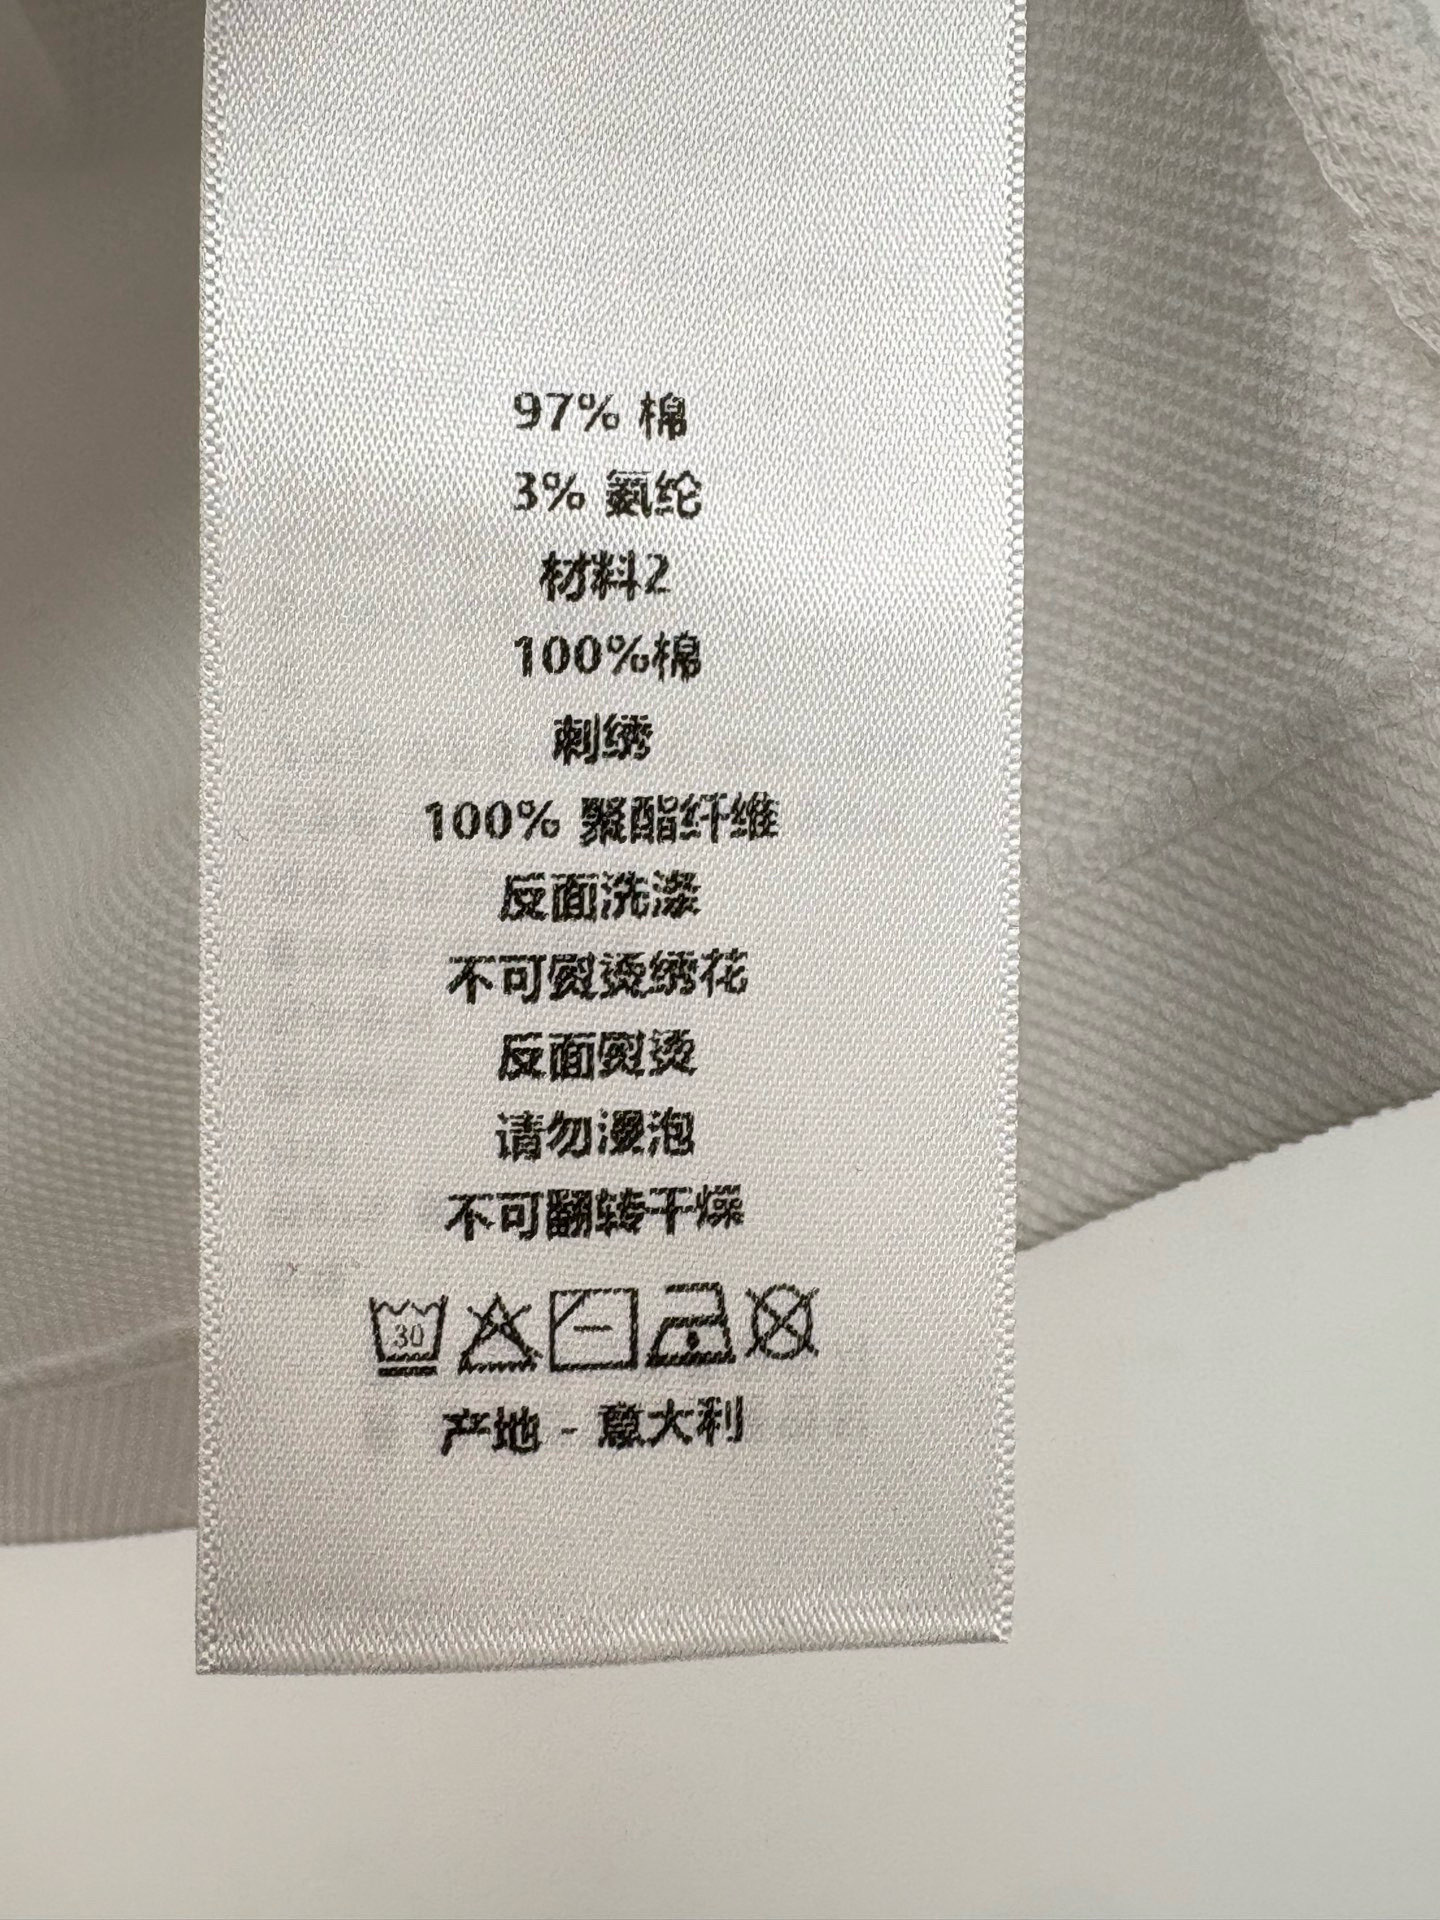 97% 棉
3% 氨纶
材料2
100%棉
刺绣
100% 聚酯纤维
反面洗涤
不可熨烫绣花
反面熨烫
请勿浸泡
不可翻转干燥
30
产地 - 意大利